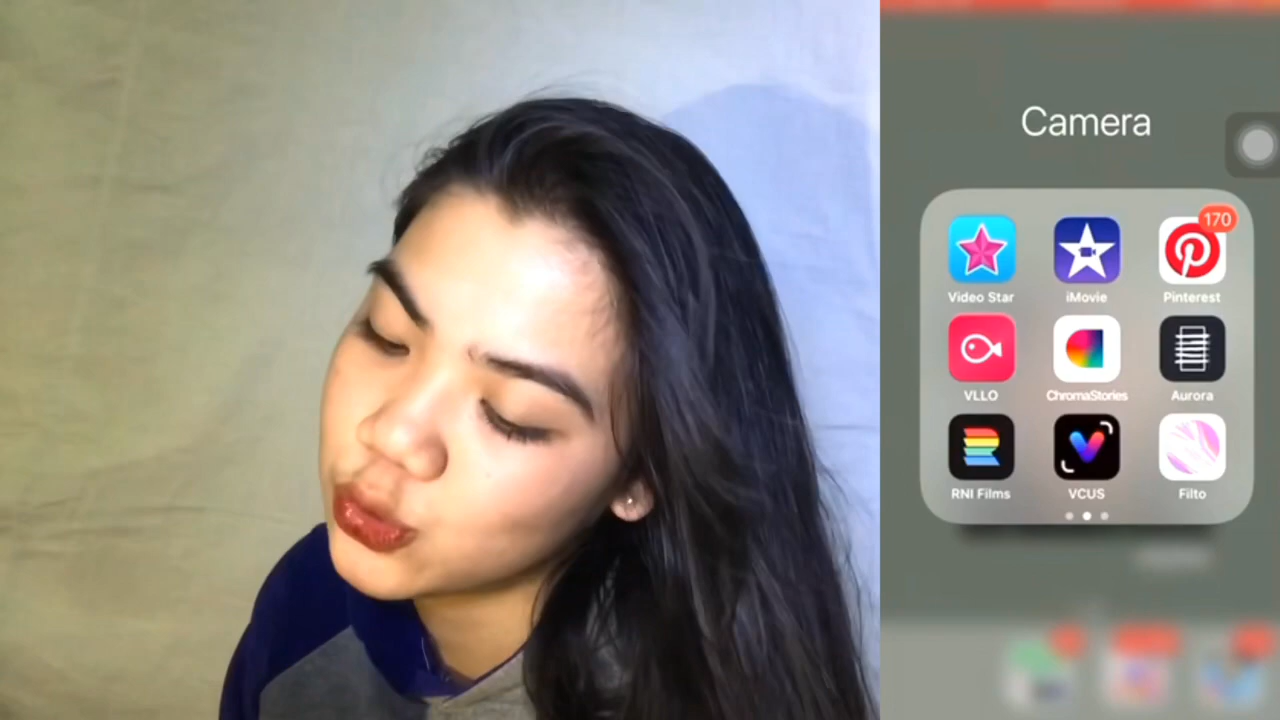 Camera
170
Video Star
iMovie
Pinterest
VLLO
ChromaStories
Aurora
RNI Films
VCUS
Filto